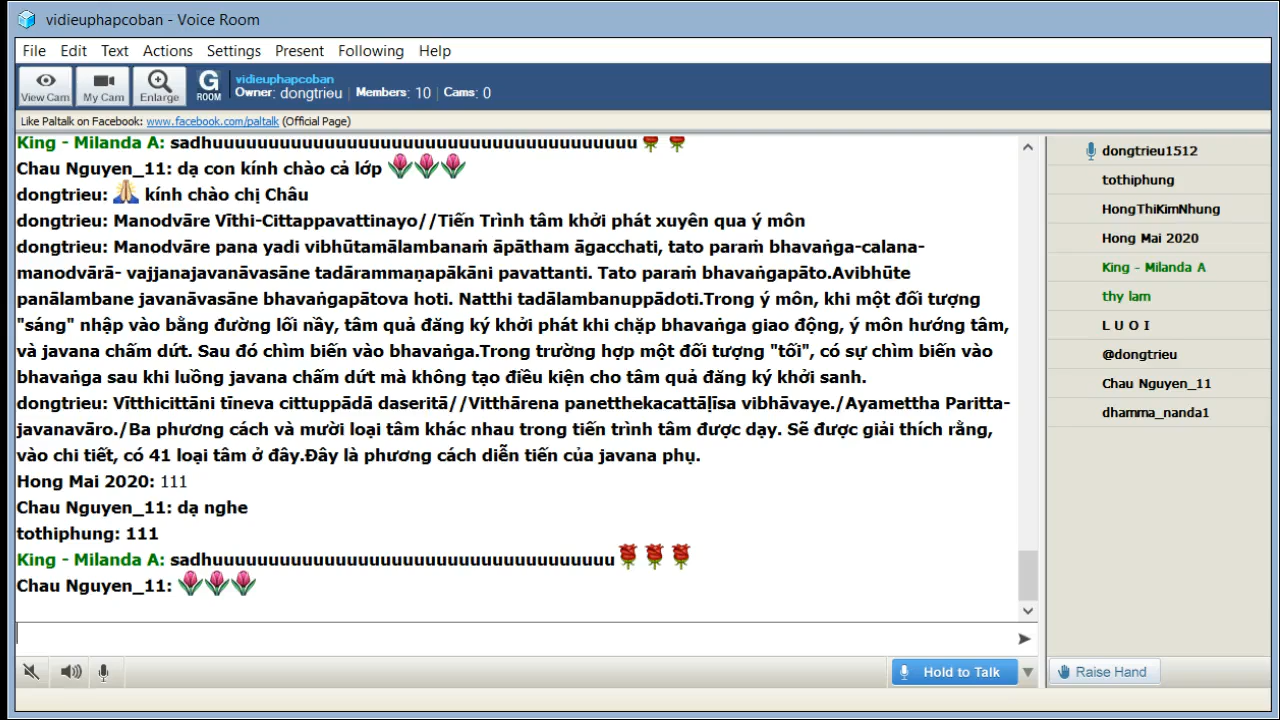 vidieuphapcoban - Voice Room
File Edit Text Actions Settings Present Following Help
View Cam My Cam Enlarge G ROOM vidieuphapcoban
Owner: dongtrieu | Members: 10 | Cams: 0
Like Paltalk on Facebook: www.facebook.com/paltalk (Official Page)
King - Milanda A: sadhuuuuuuuuuuuuuuuuuuuuuuuuuuuuuuuuuuuuuu
Chau Nguyen_11: dạ con kính chào cả lớp
dongtrieu: kính chào chị Châu
dongtrieu: Manodvāre Vīthi-Cittappavattinayo//Tiến Trình tâm khởi phát xuyên qua ý môn
dongtrieu: Manodvāre pana yadi vibhūtamālambanaṁ āpātham āgacchati, tato paraṁ bhavaṅga-calana-
manodvārā- vajjanajavanāvasāne tadārammaṇapākāni pavattanti. Tato paraṁ bhavaṅgapāto.Avibhūte
panālambane javanāvasāne bhavaṅgapātova hoti. Natthi tadālambanuppādoti.Trong ý môn, khi một đối tượng
"sáng" nhập vào bằng đường lối nầy, tâm quả đăng ký khởi phát khi chặp bhavaṅga giao động, ý môn hướng tâm,
và javana chấm dứt. Sau đó chìm biến vào bhavaṅga.Trong trường hợp một đối tượng "tối", có sự chìm biến vào
bhavaṅga sau khi luồng javana chấm dứt mà không tạo điều kiện cho tâm quả đăng ký khởi sanh.
dongtrieu: Vītthicittāni tīneva cittuppādā daseritā//Vitthārena panetthekacattāḷīsa vibhāvaye./Ayamettha Paritta-
javanavāro./Ba phương cách và mười loại tâm khác nhau trong tiến trình tâm được dạy. Sẽ được giải thích rằng,
vào chi tiết, có 41 loại tâm ở đây.Đây là phương cách diễn tiến của javana phụ.
Hong Mai 2020: 111
Chau Nguyen_11: dạ nghe
tothiphung: 111
King - Milanda A: sadhuuuuuuuuuuuuuuuuuuuuuuuuuuuuuuuuuuuu
Chau Nguyen_11:
Hold to Talk
dongtrieu1512
tothiphung
HongThiKimNhung
Hong Mai 2020
King - Milanda A
thy lam
L U O I
@dongtrieu
Chau Nguyen_11
dhamma_nanda1
Raise Hand